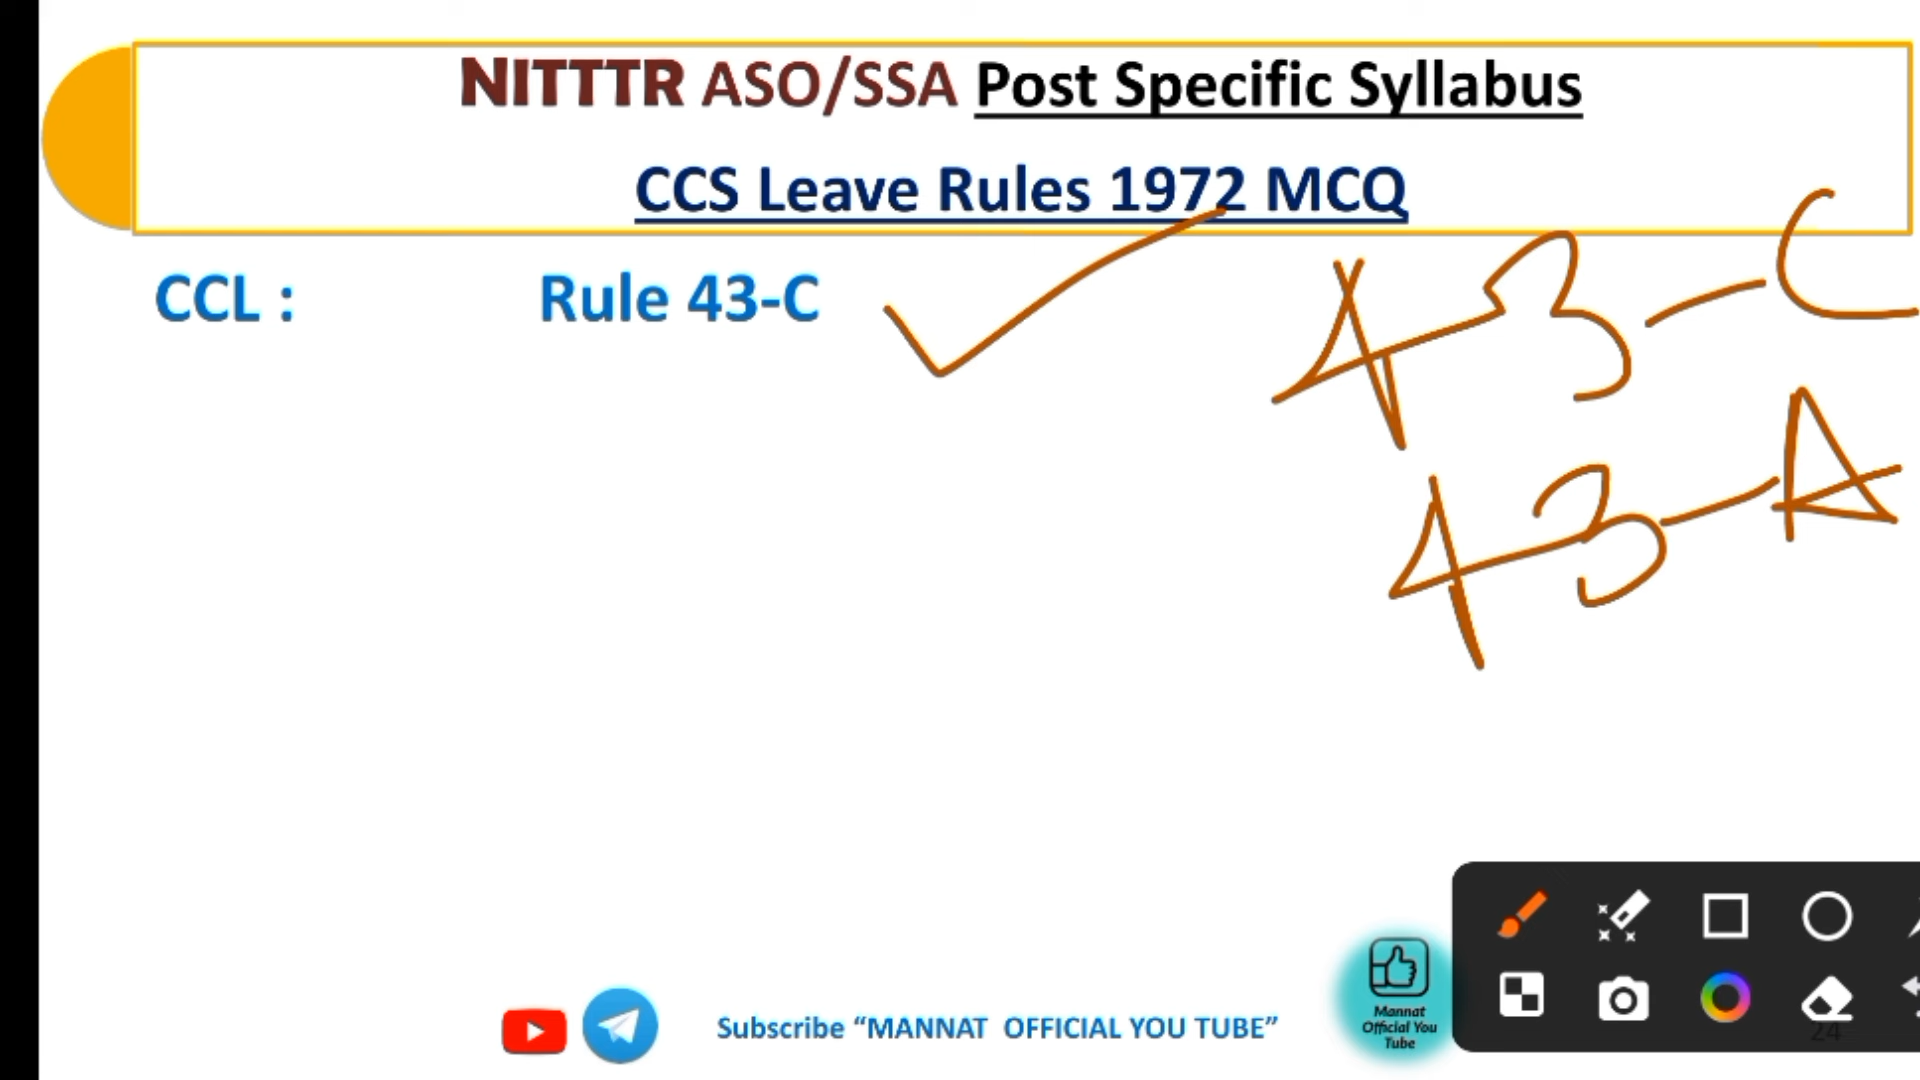 NITTTR ASO/SSA Post Specific Syllabus
CCS Leave Rules 1972 MCQ
CCL : Rule 43-C
43-C
43-A
Subscribe “MANNAT OFFICIAL YOU TUBE”
Mannat
Official You
Tube
24